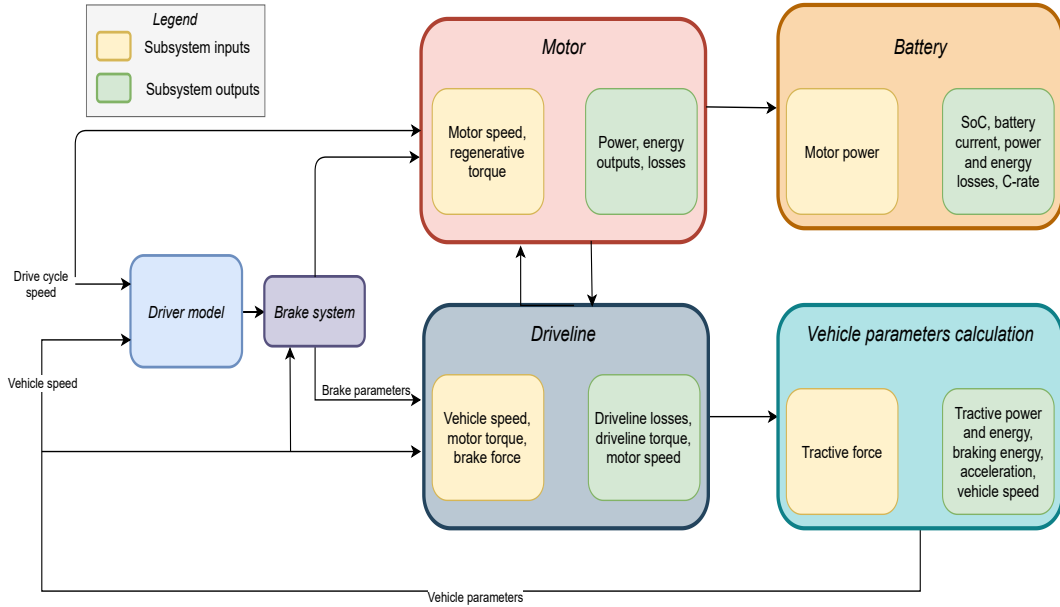 Legend
Subsystem inputs
Subsystem outputs
Motor
Motor speed,
regenerative
torque
Power, energy
outputs, losses
Battery
Motor power
SoC, battery
current, power
and energy
losses, C-rate
Drive cycle
speed
Driver model
Brake system
Vehicle speed
Brake parameters
Driveline
Vehicle speed,
motor torque,
brake force
Driveline losses,
driveline torque,
motor speed
Vehicle parameters calculation
Tractive force
Tractive power
and energy,
braking energy,
acceleration,
vehicle speed
Vehicle parameters